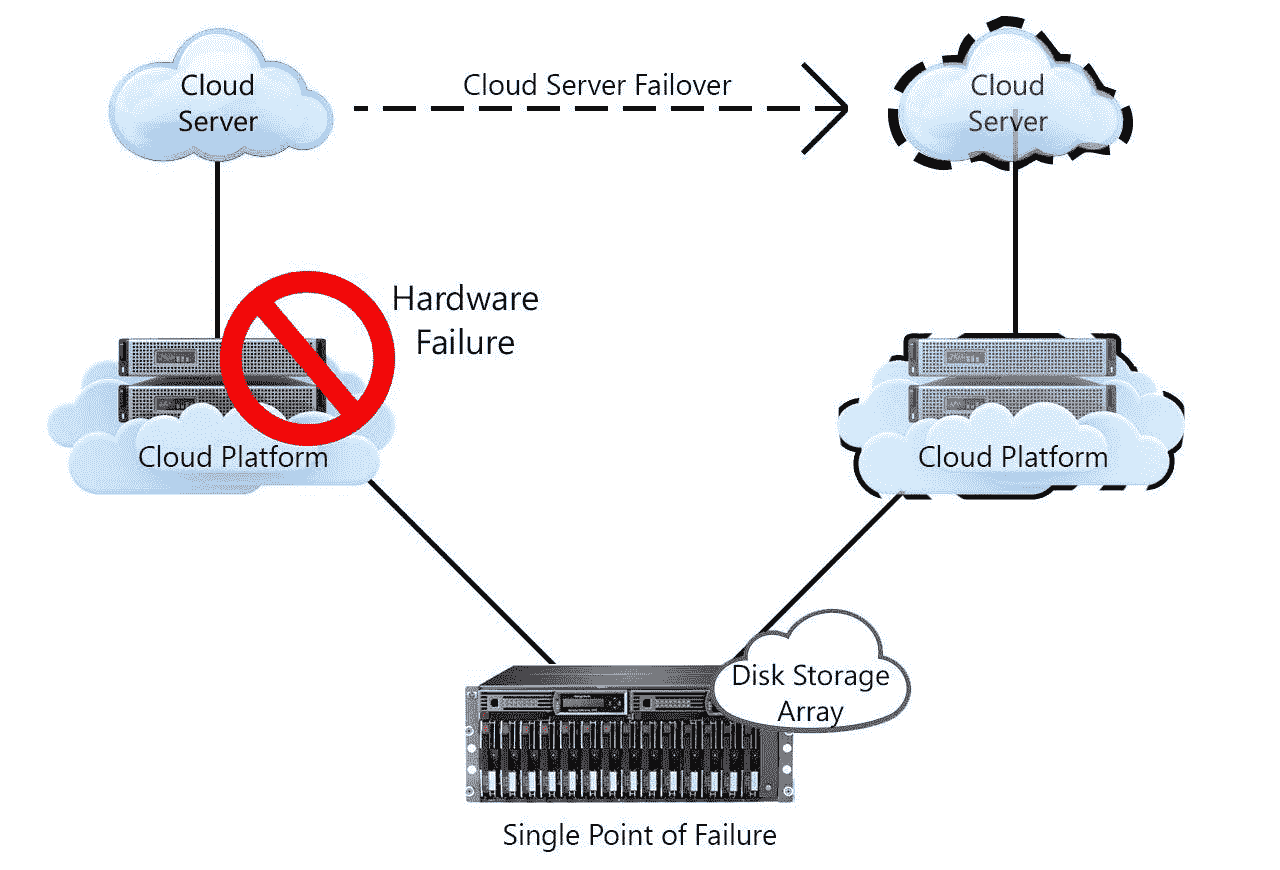 Cloud
Server
Cloud Server Failover
Cloud
Server
Hardware
Failure
Cloud Platform
Cloud Platform
Disk Storage
Array
Single Point of Failure